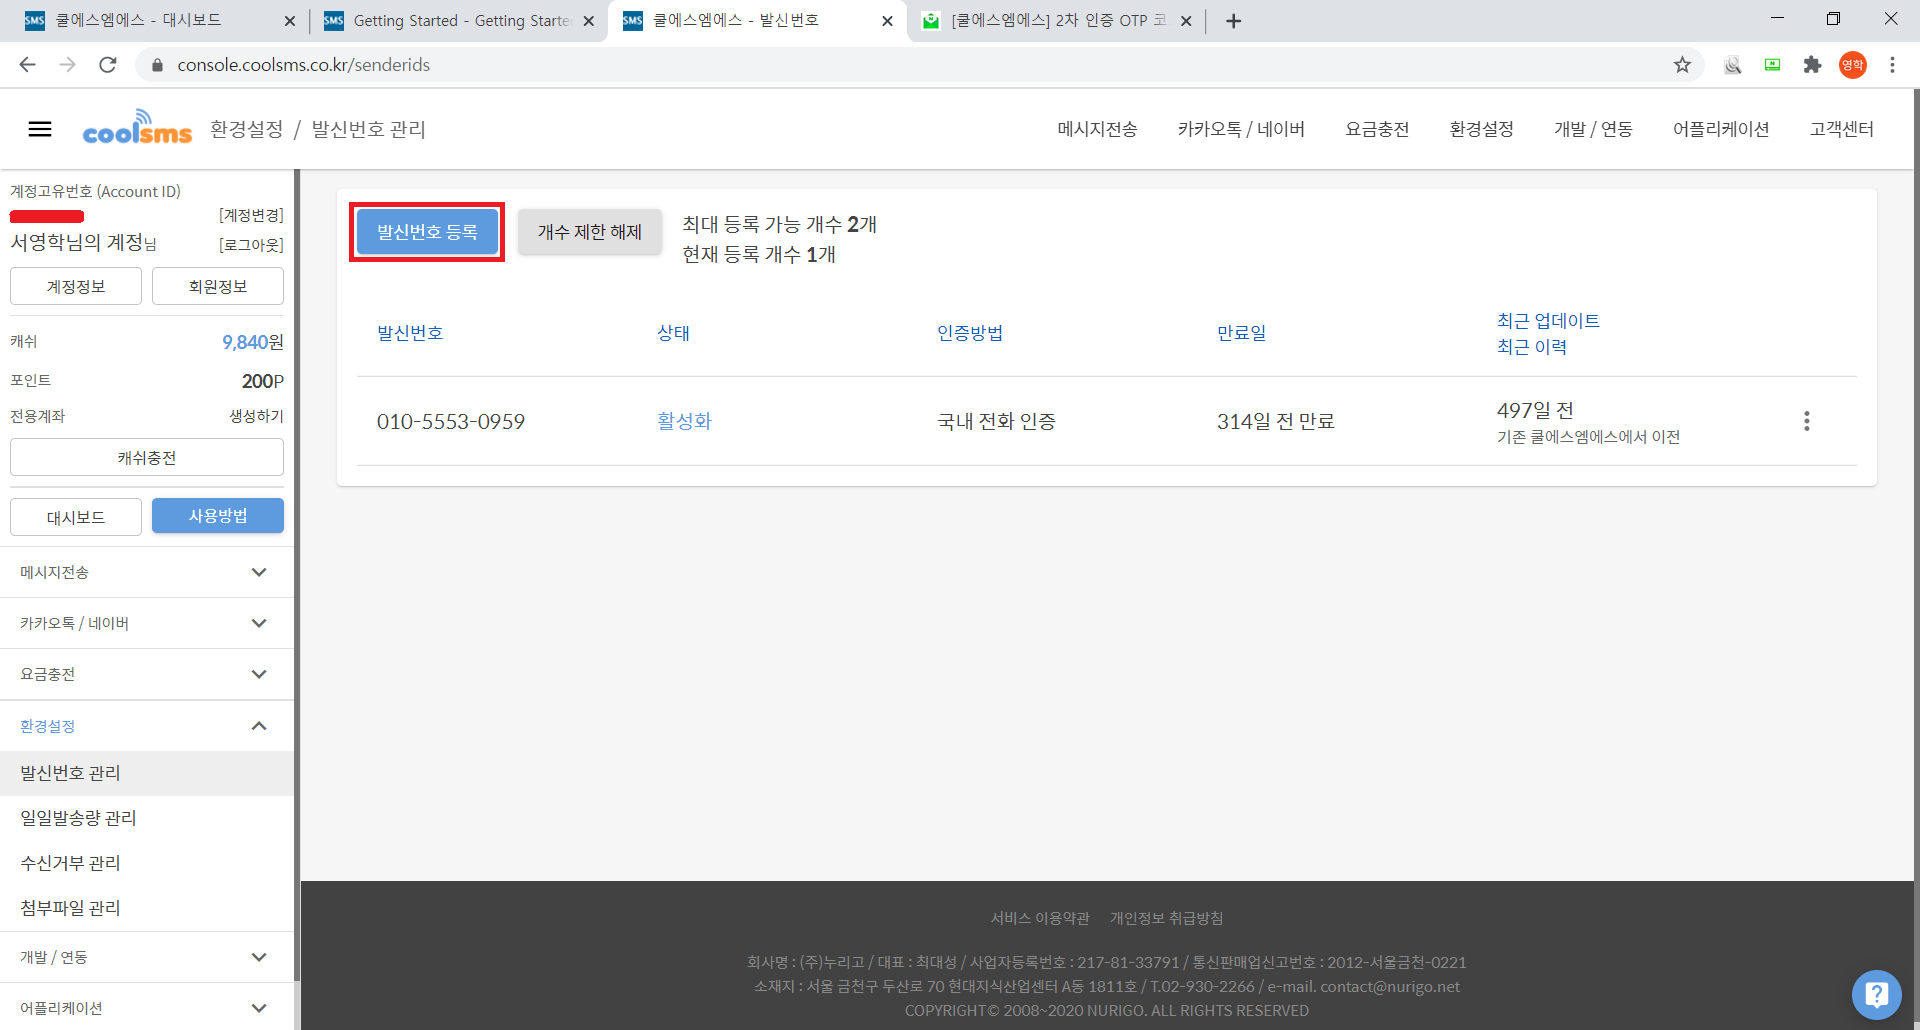 쿨에스엠에스 - 대시보드
Getting Started - Getting Starte
쿨에스엠에스 - 발신번호
[쿨에스엠에스] 2차 인증 OTP 코
console.coolsms.co.kr/senderids
영학
coolsms
환경설정 / 발신번호 관리
메시지전송
카카오톡 / 네이버
요금충전
환경설정
개발 / 연동
어플리케이션
고객센터
계정고유번호 (Account ID)
[계정변경]
서영학님의 계정님
[로그아웃]
계정정보
회원정보
캐쉬
9,840원
포인트
200P
전용계좌
생성하기
캐쉬충전
대시보드
사용방법
메시지전송
카카오톡 / 네이버
요금충전
환경설정
발신번호 관리
일일발송량 관리
수신거부 관리
첨부파일 관리
개발 / 연동
어플리케이션
발신번호 등록
개수 제한 해제
최대 등록 가능 개수 2개
현재 등록 개수 1개
발신번호
상태
인증방법
만료일
최근 업데이트
최근 이력
010-5553-0959
활성화
국내 전화 인증
314일 전 만료
497일 전
기존 쿨에스엠에스에서 이전
서비스 이용약관
개인정보 취급방침
회사명 : (주)누리고 / 대표 : 최대성 / 사업자등록번호 : 217-81-33791 / 통신판매업신고번호 : 2012-서울금천-0221
소재지 : 서울 금천구 두산로 70 현대지식산업센터 A동 1811호 / T.02-930-2266 / e-mail. contact@nurigo.net
COPYRIGHT© 2008~2020 NURIGO. ALL RIGHTS RESERVED